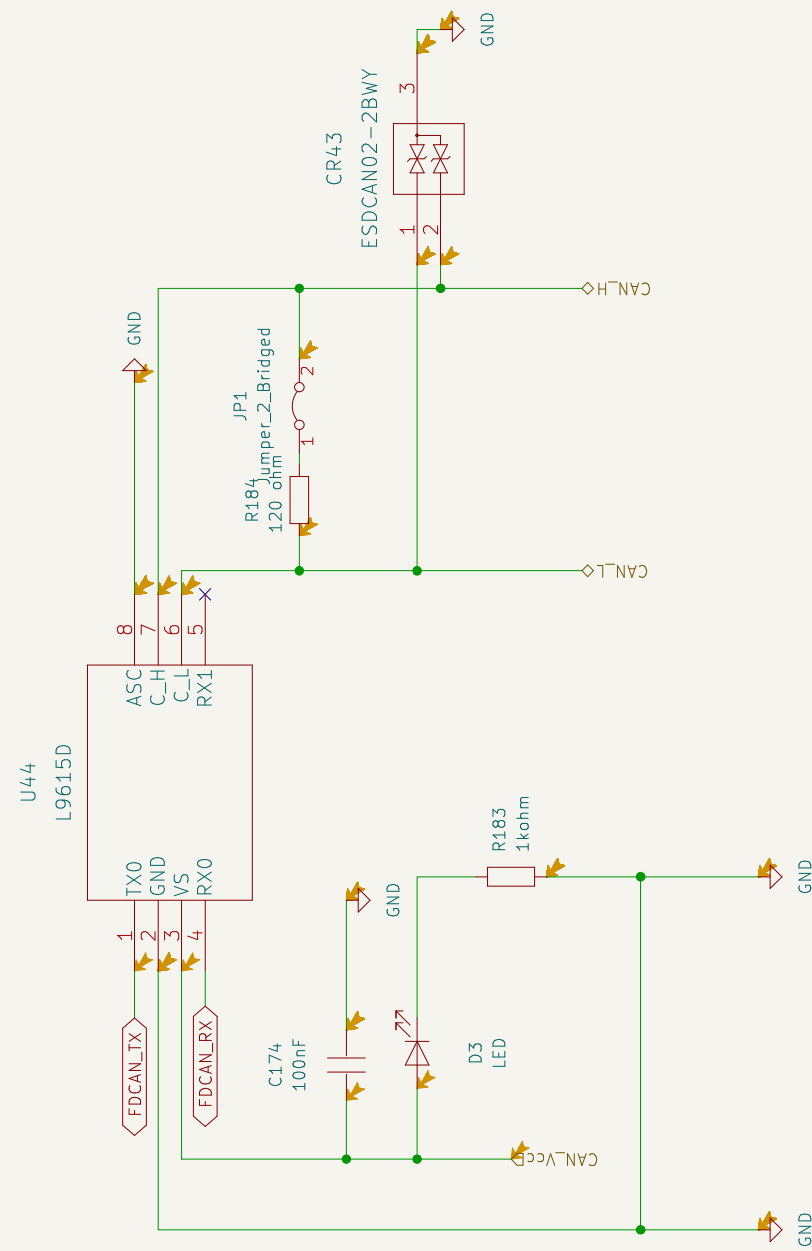 GND
3
CR43
ESDCAN02-2BWY
1
2
CAN_H
GND
JP1
Jumper_2_Bridged
2
1
R184
120 ohm
CAN_L
8
7
6
5
ASC
C_H
C_L
RX1
U44
L9615D
TX0
GND
VS
RX0
1
2
3
4
R183
1kohm
GND
GND
FDCAN_TX
FDCAN_RX
C174
100nF
D3
LED
CAN_Vcc
GND